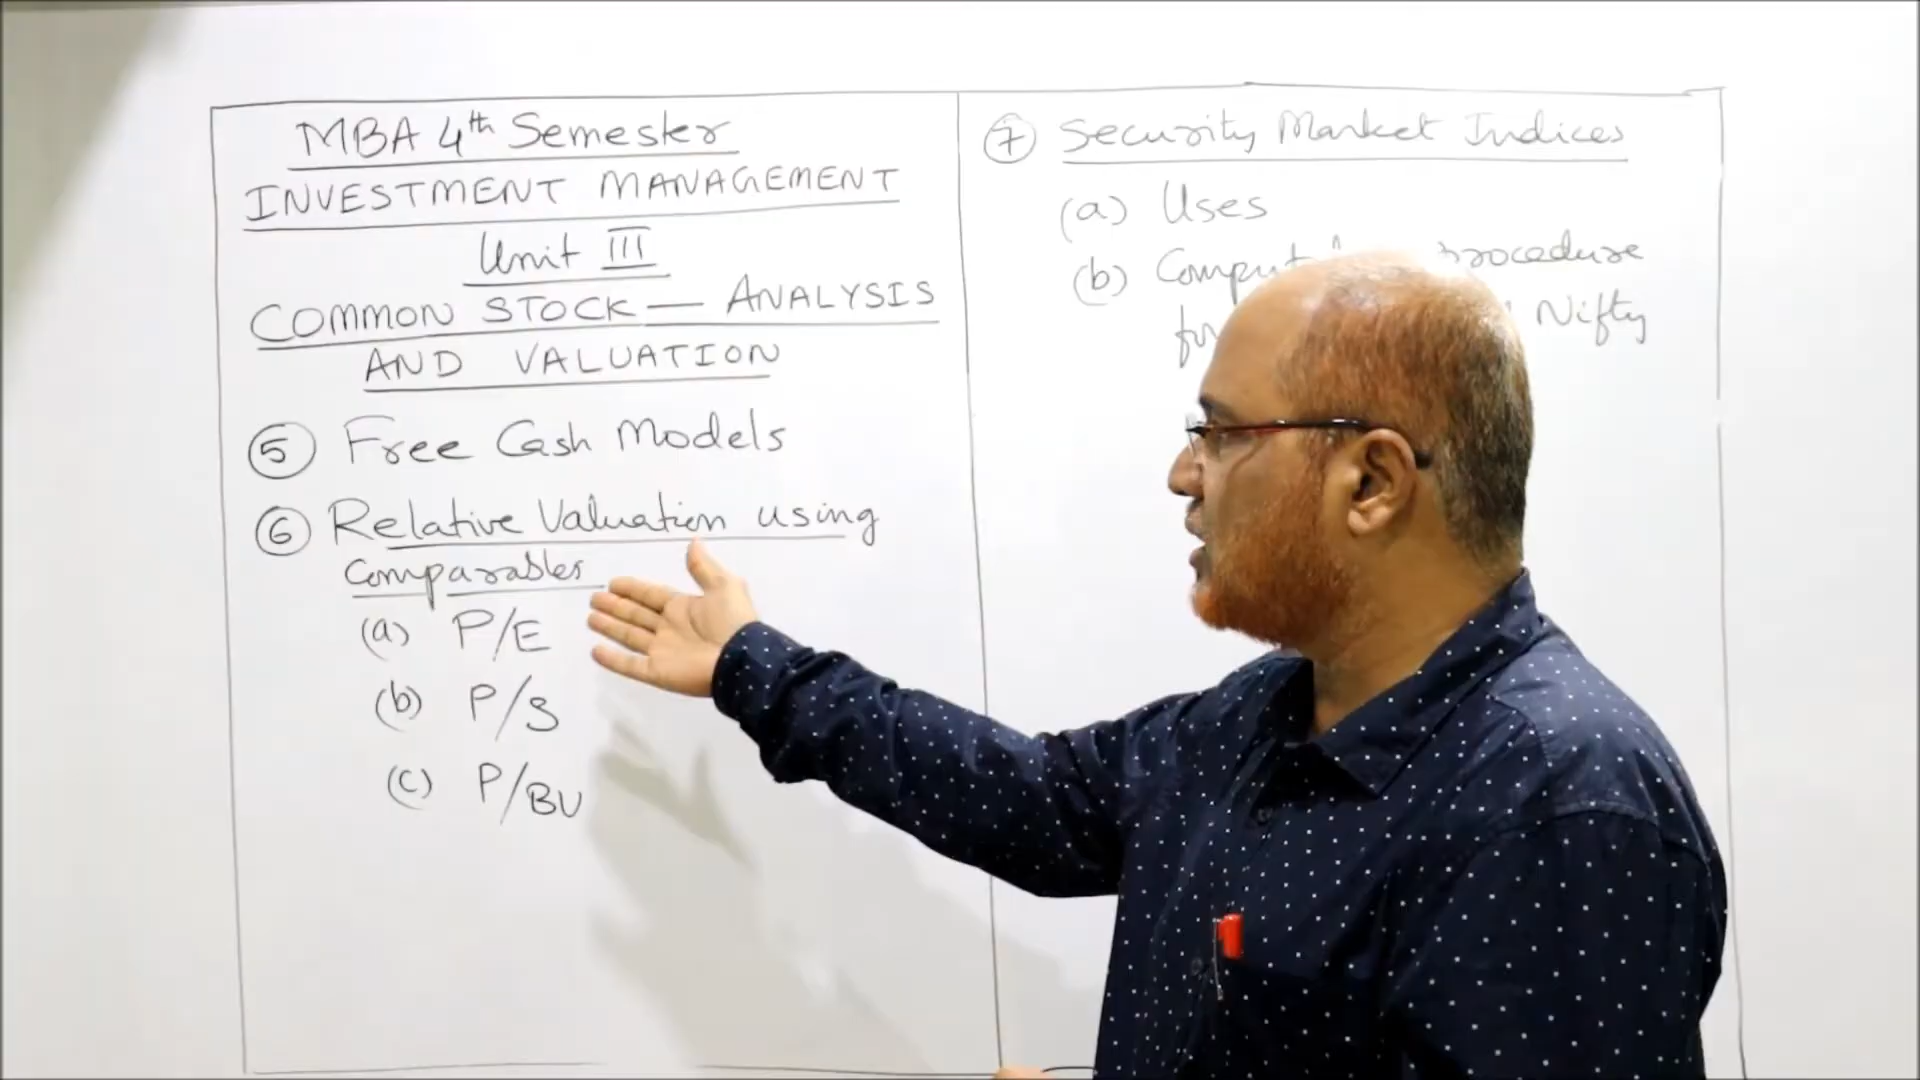 MBA 4th Semester
INVESTMENT MANAGEMENT
Unit III
COMMON STOCK — ANALYSIS
AND VALUATION
5 Free Cash Models
6 Relative Valuation using
Comparables
(a) P/E
(b) P/S
(c) P/BV
7 Security Market Indices
(a) Uses
(b) procedure
Nifty